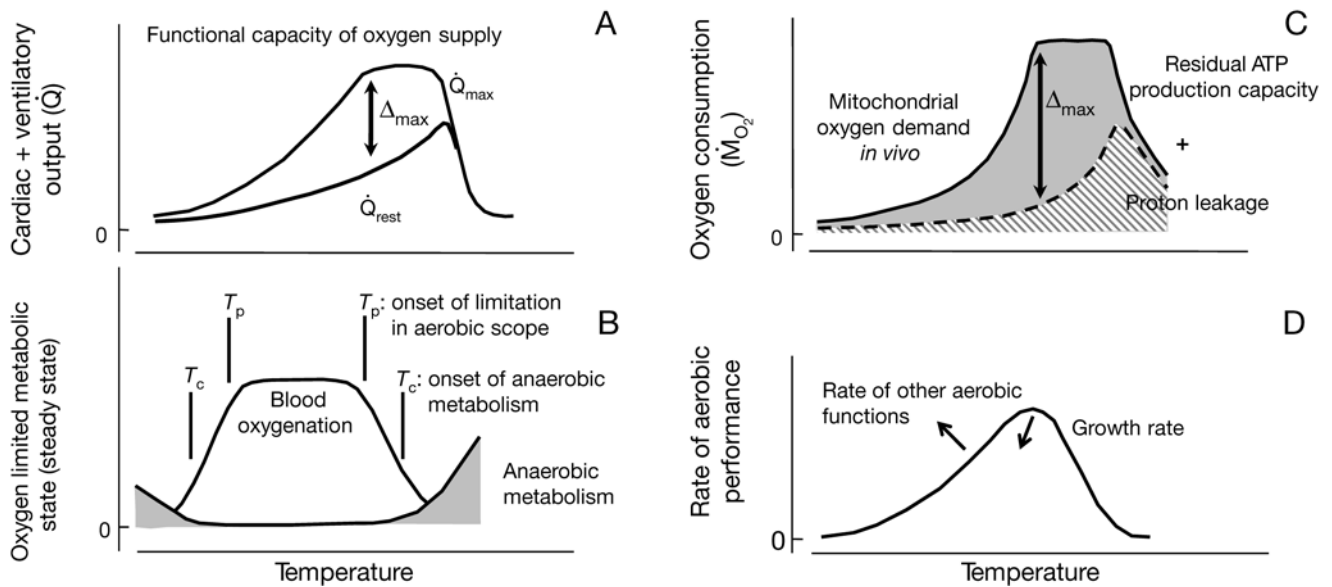 A
Functional capacity of oxygen supply
Cardiac + ventilatory
output (Q̇)
Q̇max
Δmax
Q̇rest
0
B
Oxygen limited metabolic
state (steady state)
Tp
Tp: onset of limitation
in aerobic scope
Tc
Tc: onset of anaerobic
metabolism
Blood
oxygenation
Anaerobic
metabolism
0
Temperature
C
Oxygen consumption
(ṀO2)
Mitochondrial
oxygen demand
in vivo
Δmax
Residual ATP
production capacity
+
Proton leakage
0
D
Rate of aerobic
performance
Rate of other aerobic
functions
Growth rate
0
Temperature